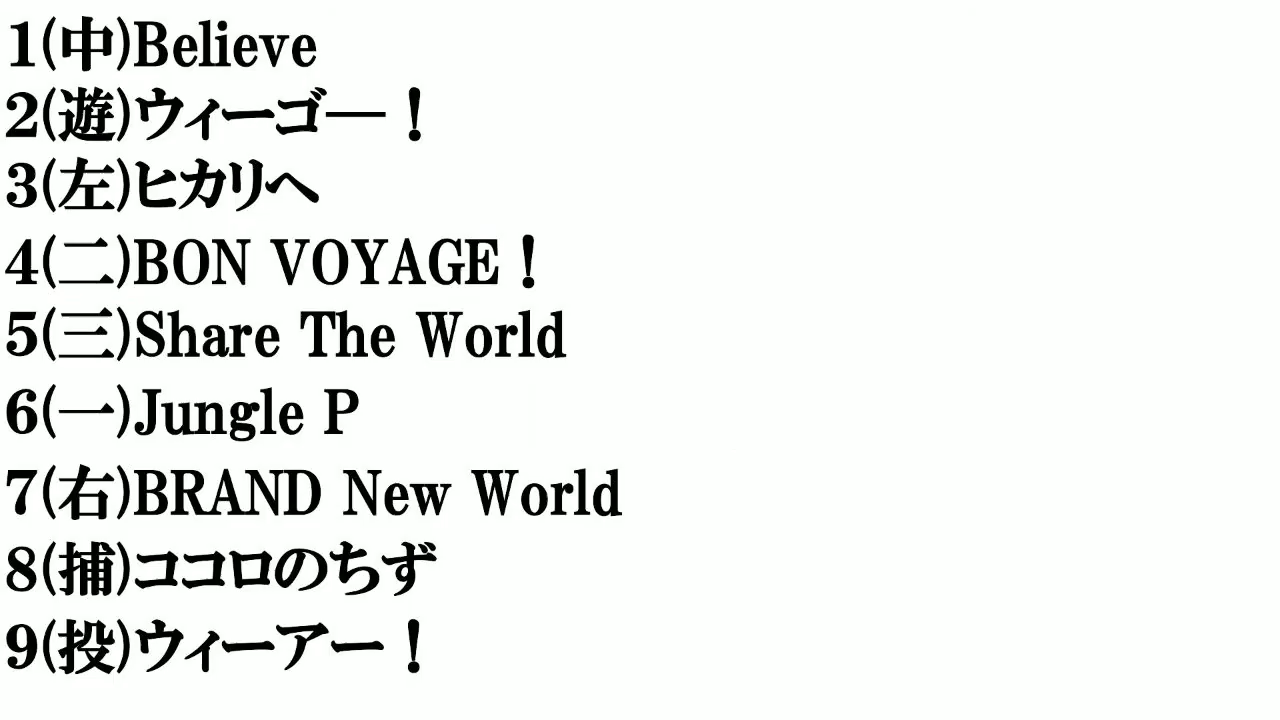 1(中)Believe
2(遊)ウィーゴ―！
3(左)ヒカリへ
4(二)BON VOYAGE！
5(三)Share The World
6(一)Jungle P
7(右)BRAND New World
8(捕)ココロのちず
9(投)ウィーアー！